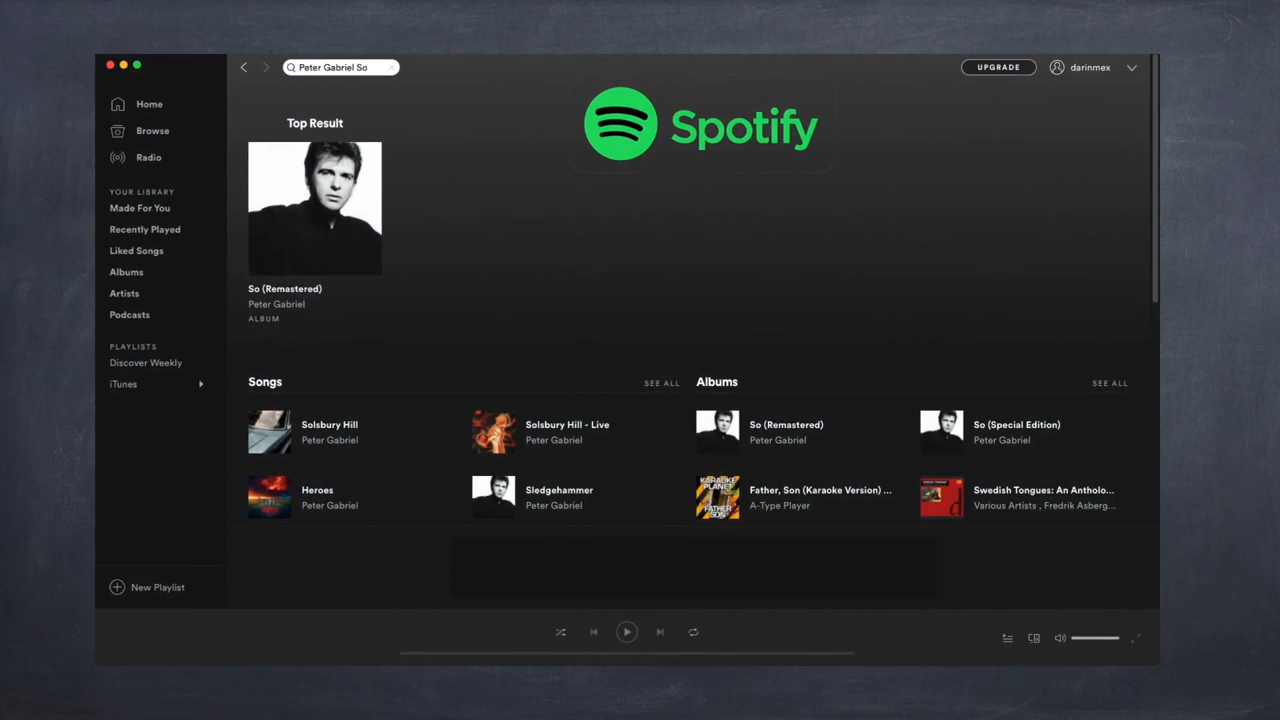 Peter Gabriel So
UPGRADE
darinmex
Home
Browse
Radio
YOUR LIBRARY
Made For You
Recently Played
Liked Songs
Albums
Artists
Podcasts
PLAYLISTS
Discover Weekly
iTunes
New Playlist
Spotify
Top Result
So (Remastered)
Peter Gabriel
ALBUM
Songs
SEE ALL
Solsbury Hill
Peter Gabriel
Solsbury Hill - Live
Peter Gabriel
Heroes
Peter Gabriel
Sledgehammer
Peter Gabriel
Albums
SEE ALL
So (Remastered)
Peter Gabriel
So (Special Edition)
Peter Gabriel
KARAOKE
PLANET
FATHER
SON
Father, Son (Karaoke Version) ...
A-Type Player
d
Swedish Tongues: An Antholo...
Various Artists , Fredrik Asberg...